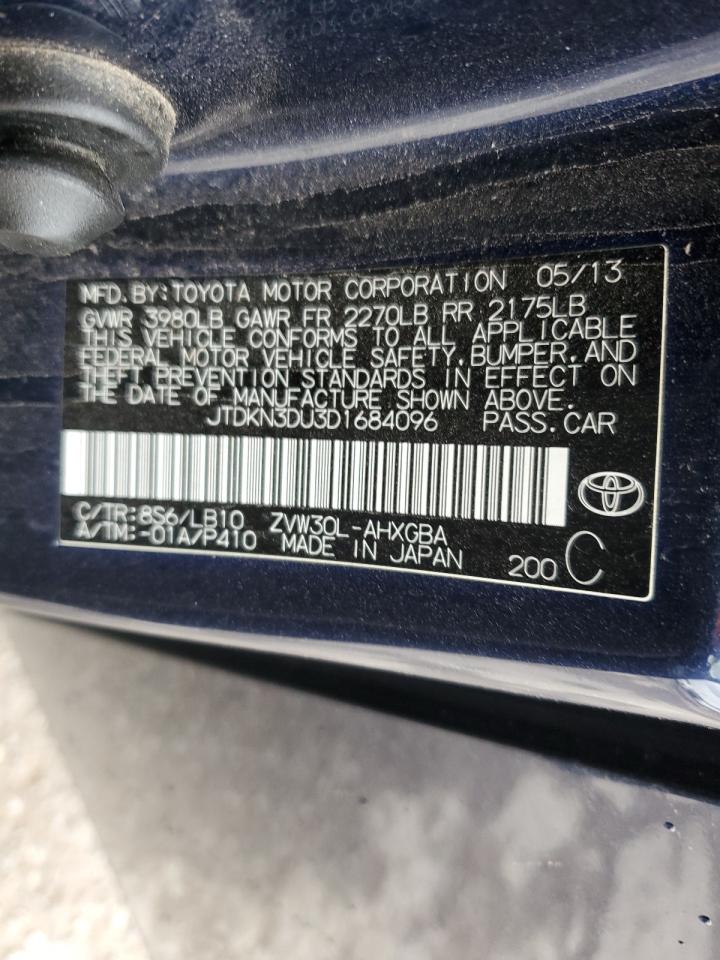 MFD.BY:TOYOTA MOTOR CORPORATION 05/13
GVWR 3980LB GAWR FR 2270LB RR 2175LB
THIS VEHICLE CONFORMS TO ALL APPLICABLE
FEDERAL MOTOR VEHICLE SAFETY,BUMPER,AND
THEFT PREVENTION STANDARDS IN EFFECT ON
THE DATE OF MANUFACTURE SHOWN ABOVE.
JTDKN3DU3D1684096 PASS.CAR
C/TR:8S6/LB10 ZVW30L-AHXGBA
A/TM:-01A/P410 MADE IN JAPAN 200 C